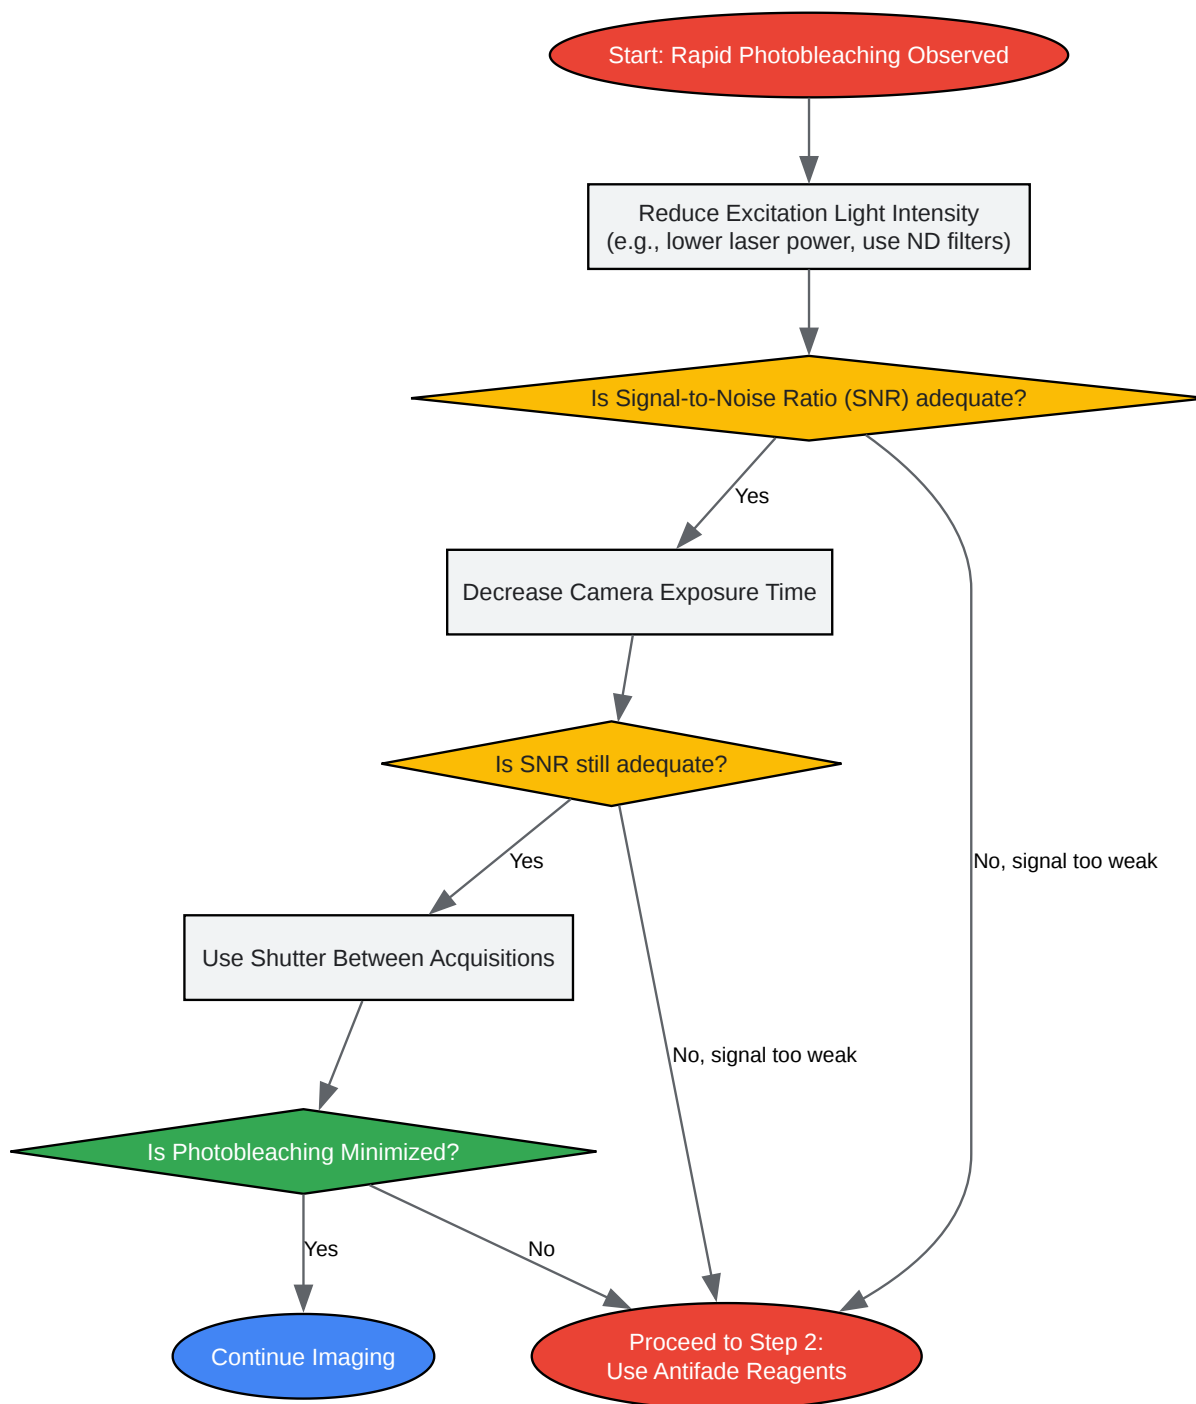 Start: Rapid Photobleaching Observed
Reduce Excitation Light Intensity
(e.g., lower laser power, use ND filters)
Is Signal-to-Noise Ratio (SNR) adequate?
Yes
Decrease Camera Exposure Time
Is SNR still adequate?
Yes
No, signal too weak
Use Shutter Between Acquisitions
No, signal too weak
Is Photobleaching Minimized?
Yes
No
Continue Imaging
Proceed to Step 2:
Use Antifade Reagents